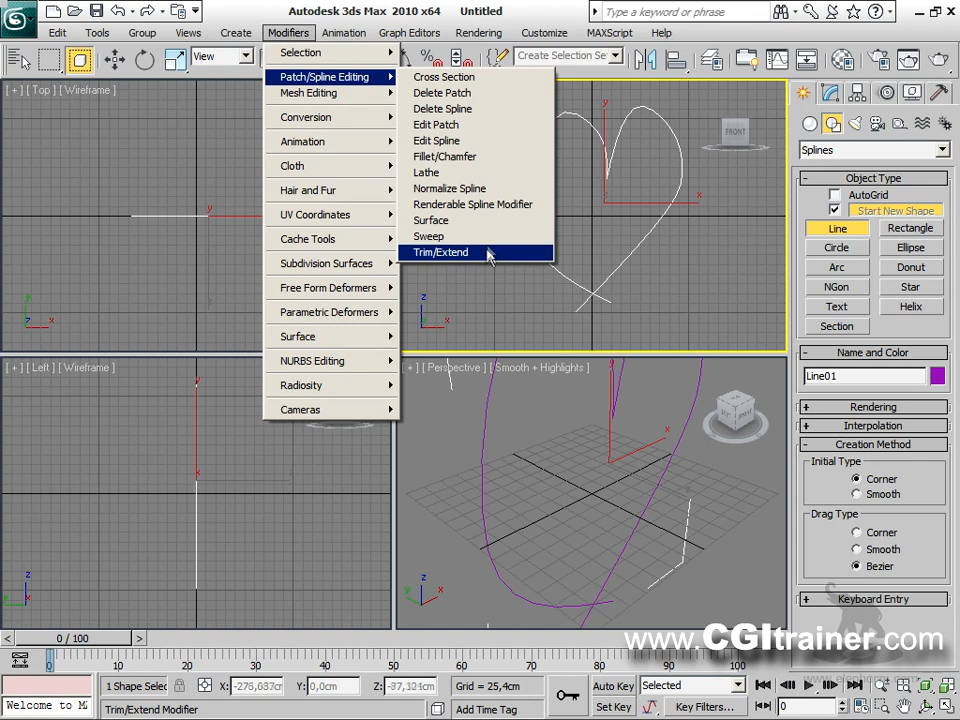 Autodesk 3ds Max 2010 x64 Untitled
Type a keyword or phrase
Edit Tools Group Views Create Modifiers Animation Graph Editors Rendering Customize MAXScript Help
View
Create Selection Se
Selection
Patch/Spline Editing
Mesh Editing
Conversion
Animation
Cloth
Hair and Fur
UV Coordinates
Cache Tools
Subdivision Surfaces
Free Form Deformers
Parametric Deformers
Surface
NURBS Editing
Radiosity
Cameras
Cross Section
Delete Patch
Delete Spline
Edit Patch
Edit Spline
Fillet/Chamfer
Lathe
Normalize Spline
Renderable Spline Modifier
Surface
Sweep
Trim/Extend
[ + ] [ Top ] [ Wireframe ]
FRONT
[ + ] [ Left ] [ Wireframe ]
+ ] [ Perspective ] [ Smooth + Highlights ]
Splines
Object Type
AutoGrid
Start New Shape
Line Rectangle
Circle Ellipse
Arc Donut
NGon Star
Text Helix
Section
Name and Color
Line01
Rendering
Interpolation
Creation Method
Initial Type
Corner
Smooth
Drag Type
Corner
Smooth
Bezier
Keyboard Entry
www.CGItrainer.com
0 / 100
0 10 20 30 40 50 60 70 80 90 100
1 Shape Selec X: -276,637cm Y: 0,0cm Z: -37,121cm Grid = 25,4cm Auto Key Selected
Welcome to M
Trim/Extend Modifier Add Time Tag Set Key Key Filters... 0